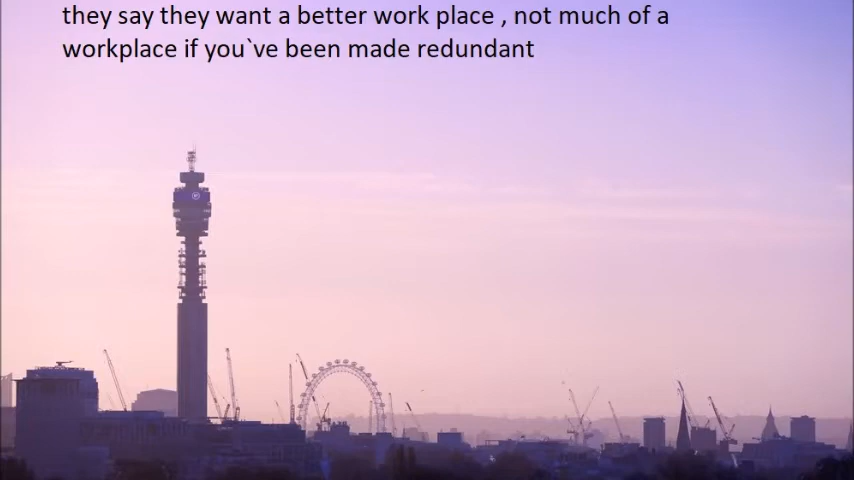 they say they want a better work place , not much of a
workplace if you`ve been made redundant